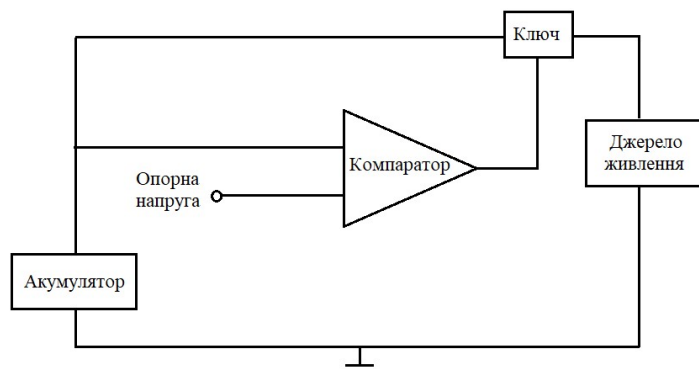 Ключ
Компаратор
Джерело
живлення
Опорна
напруга
Акумулятор